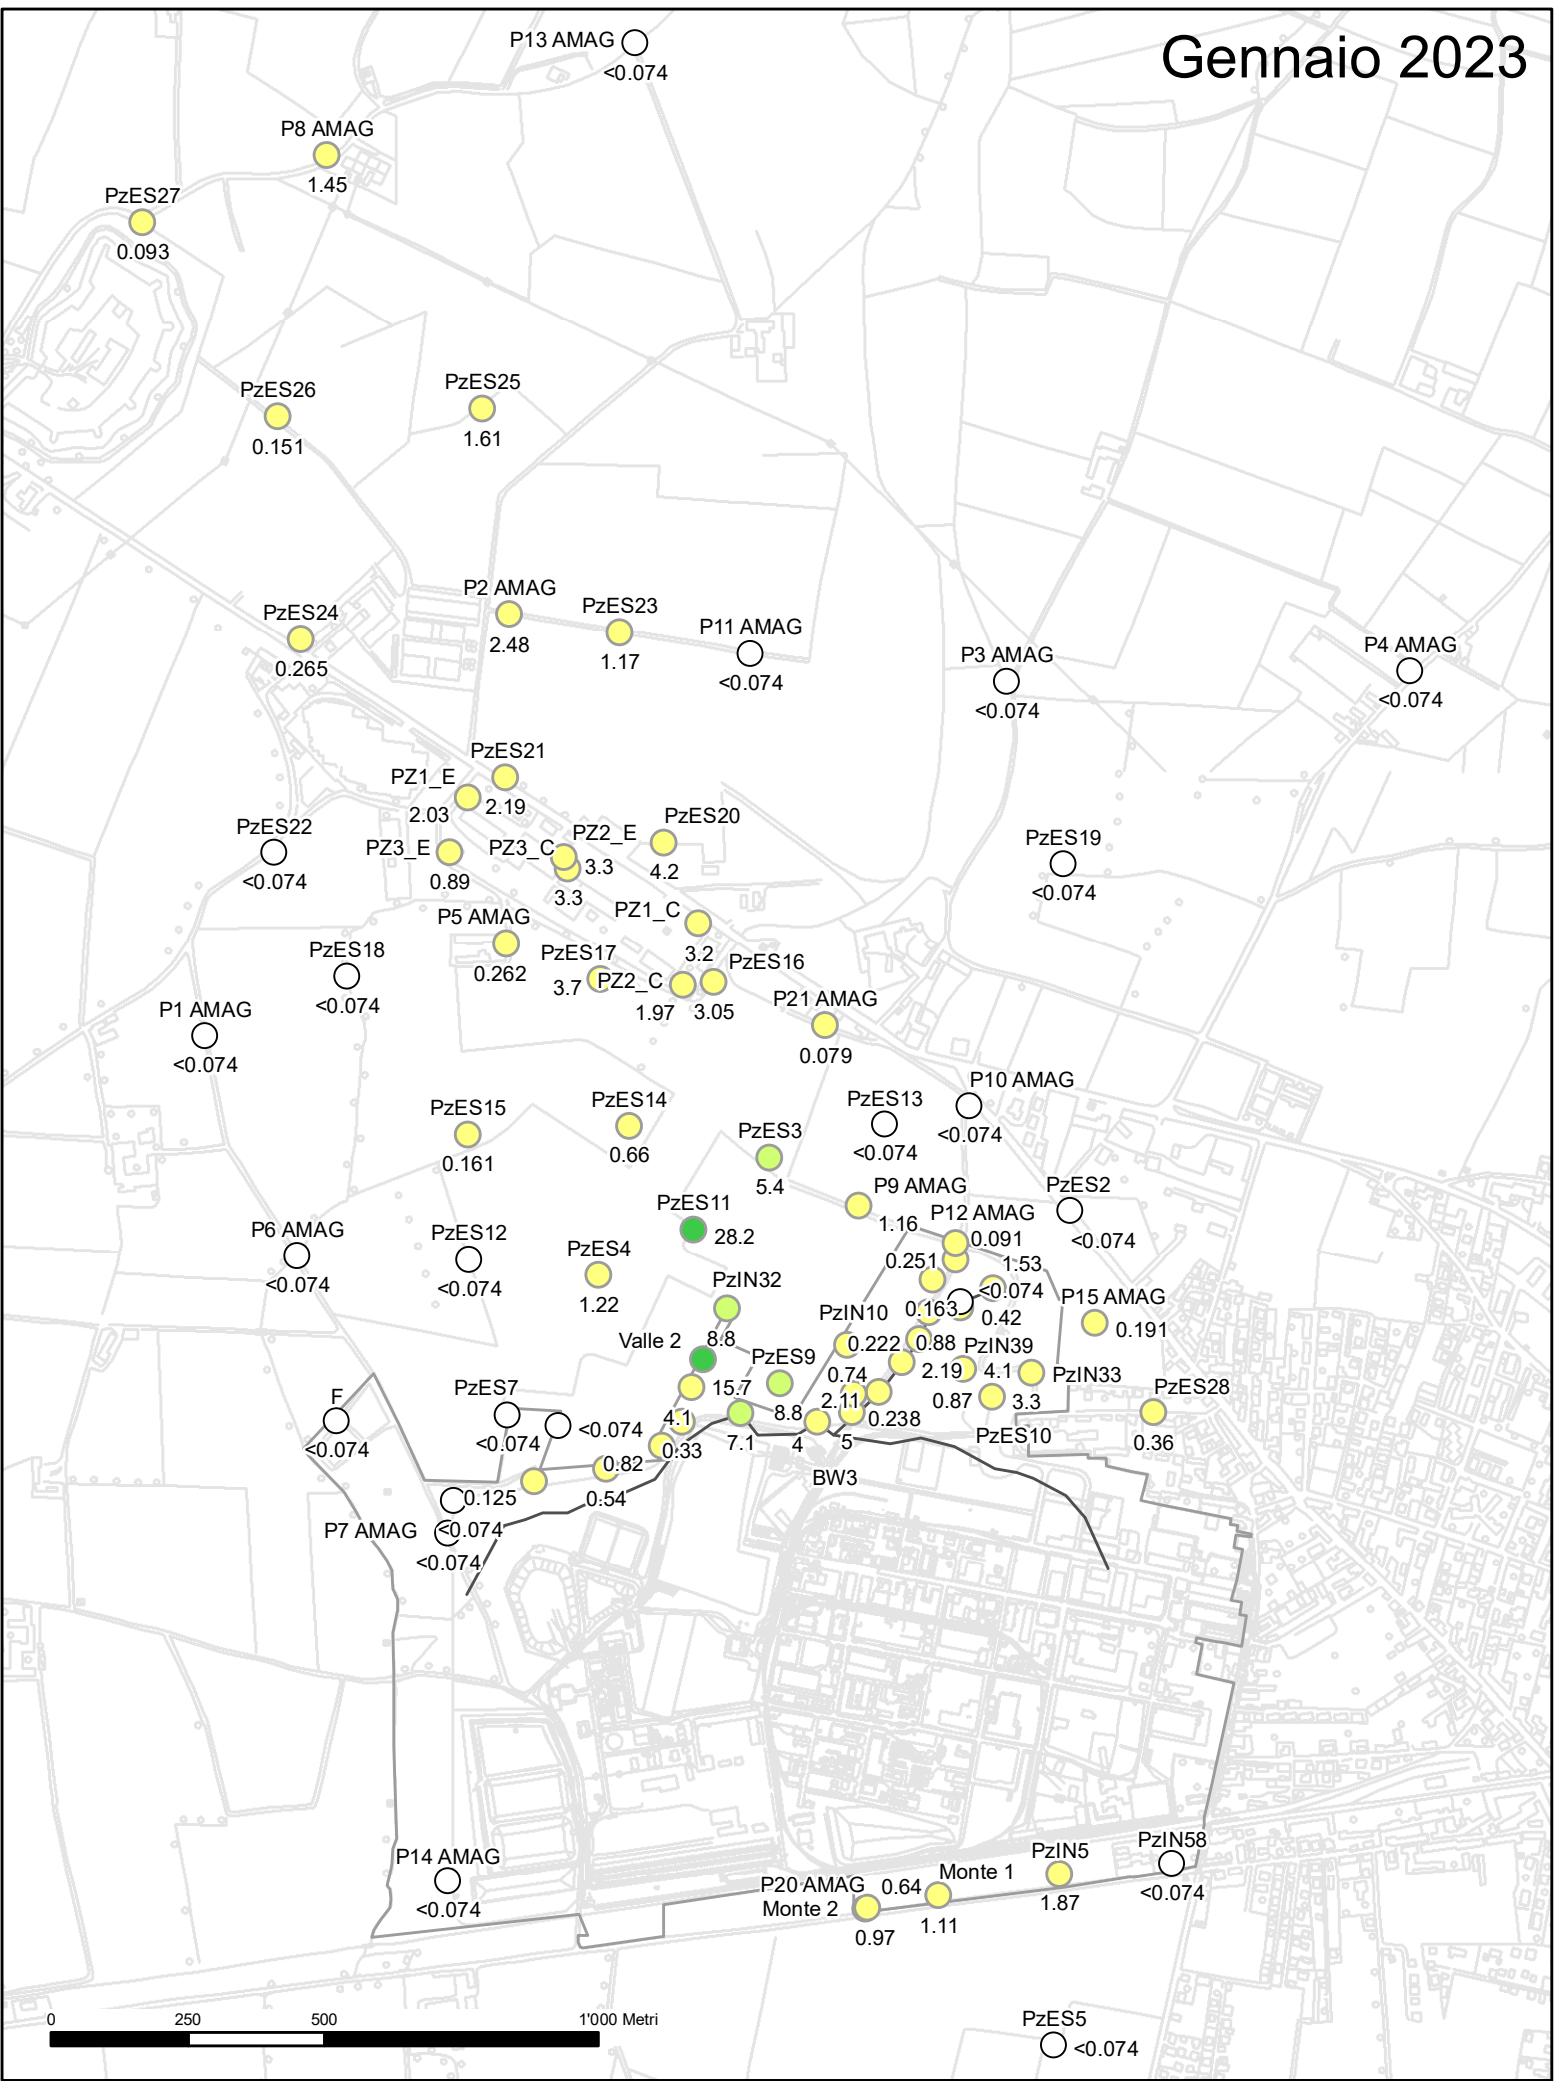 Gennaio 2023
P13 AMAG
<0.074
P8 AMAG
1.45
PzES27
0.093
PzES26
0.151
PzES25
1.61
P2 AMAG
2.48
PzES23
1.17
P11 AMAG
<0.074
PzES24
0.265
P3 AMAG
<0.074
P4 AMAG
<0.074
PzES21
2.19
PZ1_E
2.03
PzES22
<0.074
PZ3_E
0.89
PZ3_C
3.3
PZ2_E
3.3
PzES20
4.2
PzES19
<0.074
P5 AMAG
0.262
PZ1_C
3.2
PzES18
<0.074
PzES17
3.7
PZ2_C
1.97
PzES16
3.05
P21 AMAG
0.079
P1 AMAG
<0.074
P10 AMAG
<0.074
PzES13
<0.074
PzES15
0.161
PzES14
0.66
PzES3
5.4
P9 AMAG
1.16
PzES2
<0.074
P12 AMAG
0.091
PzES11
28.2
P6 AMAG
<0.074
PzES12
<0.074
PzES4
1.22
0.251
1.53
<0.074
PzIN32
8.8
PzIN10
0.163
0.42
P15 AMAG
0.191
Valle 2
15.7
0.222
0.88
PzES9
8.8
PzIN39
2.19
4.1
PzIN33
3.3
0.74
0.87
2.11
0.238
PzES28
0.36
PzES10
F
<0.074
PzES7
<0.074
<0.074
4.1
0.33
7.1
4
5
BW3
0.82
0.54
0.125
<0.074
P7 AMAG
<0.074
P14 AMAG
<0.074
P20 AMAG
Monte 2
0.97
0.64
Monte 1
1.11
PzIN5
1.87
PzIN58
<0.074
0
250
500
1'000 Metri
PzES5
<0.074